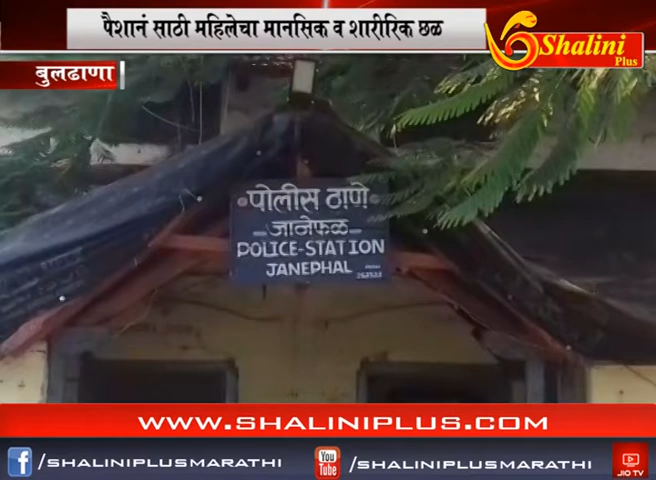 पैशानं साठी महिलेचा मानसिक व शारीरिक छळ
Shalini
Plus
बुलढाणा
पोलीस ठाणे
जानेफळ
POLICE-STATION
JANEPHAL
WWW.SHALINIPLUS.COM
f /SHALINIPLUSMARATHI
You Tube /SHALINIPLUSMARATHI
JIO TV